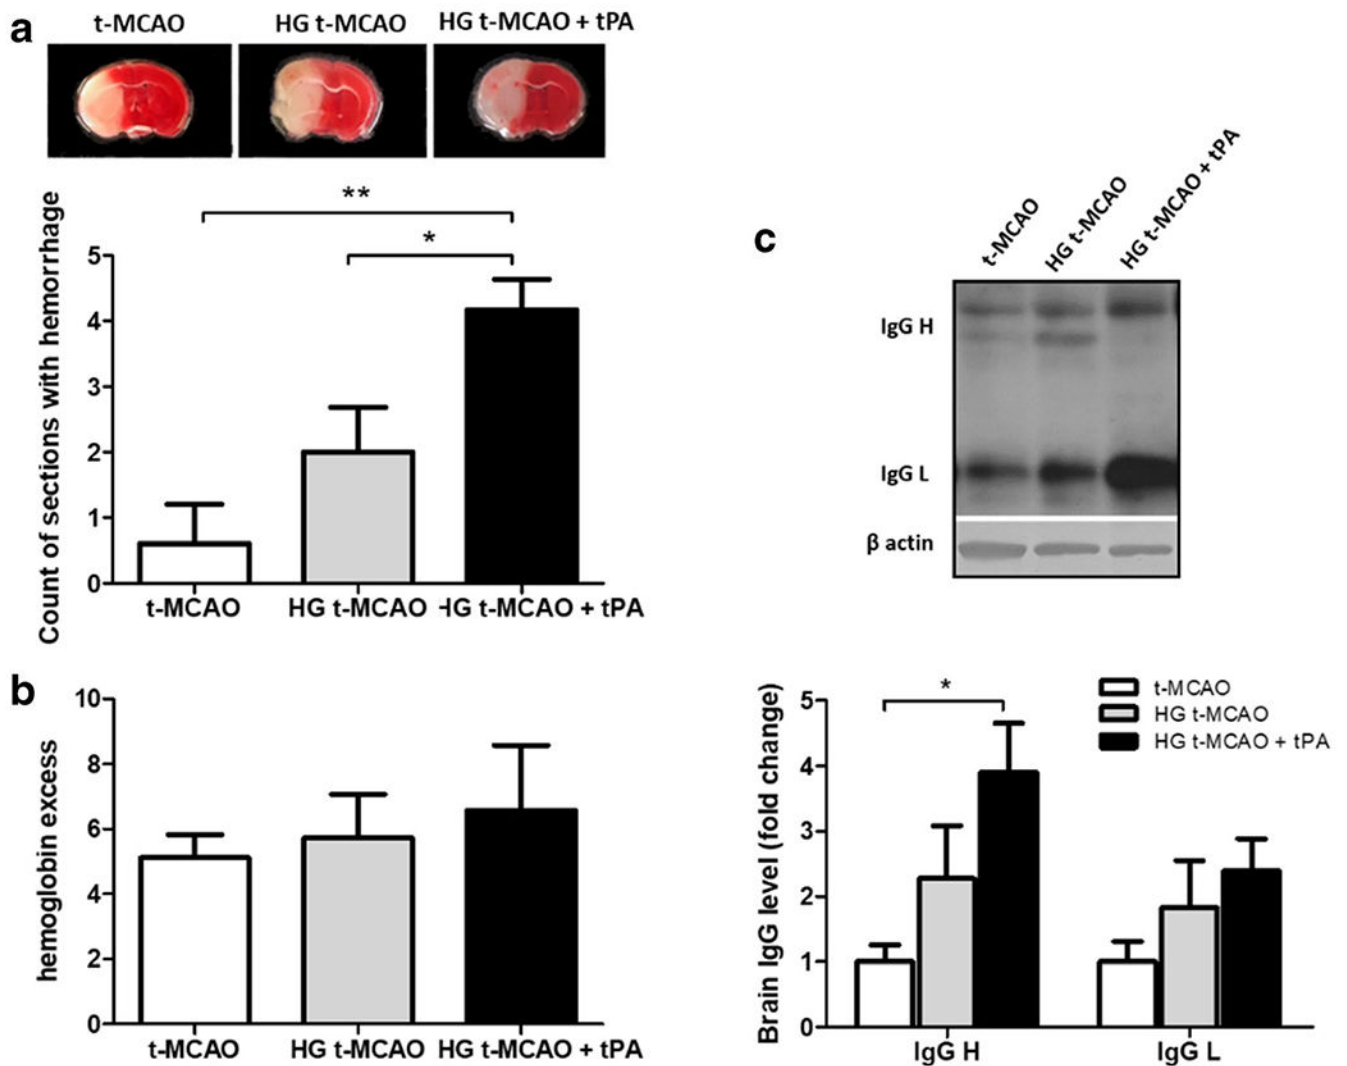 a
t-MCAO
HG t-MCAO
HG t-MCAO + tPA
Count of sections with hemorrhage
**
*
5
4
3
2
1
0
t-MCAO
HG t-MCAO
HG t-MCAO + tPA
b
hemoglobin excess
10
8
6
4
2
0
t-MCAO
HG t-MCAO
HG t-MCAO + tPA
c
t-MCAO
HG t-MCAO
HG t-MCAO + tPA
IgG H
IgG L
β actin
Brain IgG level (fold change)
*
t-MCAO
HG t-MCAO
HG t-MCAO + tPA
5
4
3
2
1
0
IgG H
IgG L